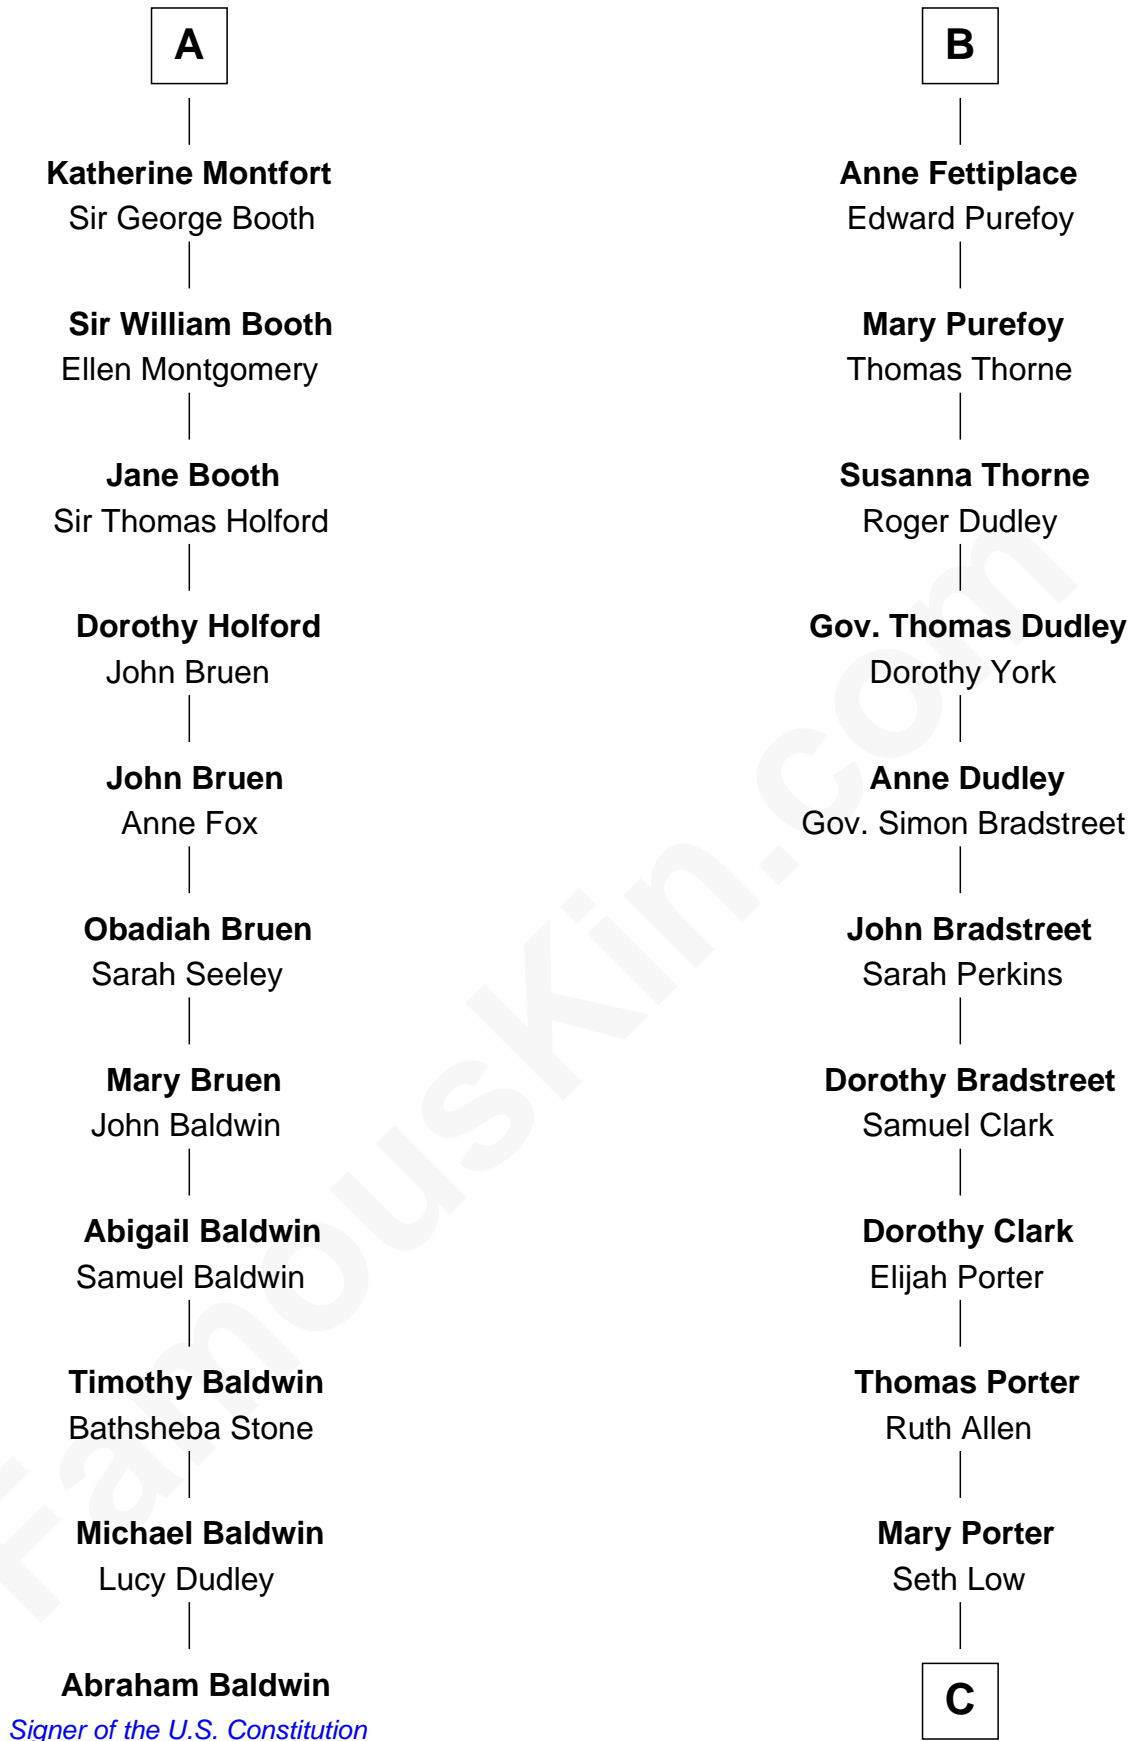 A
Katherine Montfort
Sir George Booth
Sir William Booth
Ellen Montgomery
Jane Booth
Sir Thomas Holford
Dorothy Holford
John Bruen
John Bruen
Anne Fox
Obadiah Bruen
Sarah Seeley
Mary Bruen
John Baldwin
Abigail Baldwin
Samuel Baldwin
Timothy Baldwin
Bathsheba Stone
Michael Baldwin
Lucy Dudley
Abraham Baldwin
Signer of the U.S. Constitution
B
Anne Fettiplace
Edward Purefoy
Mary Purefoy
Thomas Thorne
Susanna Thorne
Roger Dudley
Gov. Thomas Dudley
Dorothy York
Anne Dudley
Gov. Simon Bradstreet
John Bradstreet
Sarah Perkins
Dorothy Bradstreet
Samuel Clark
Dorothy Clark
Elijah Porter
Thomas Porter
Ruth Allen
Mary Porter
Seth Low
C
FamousKin.com